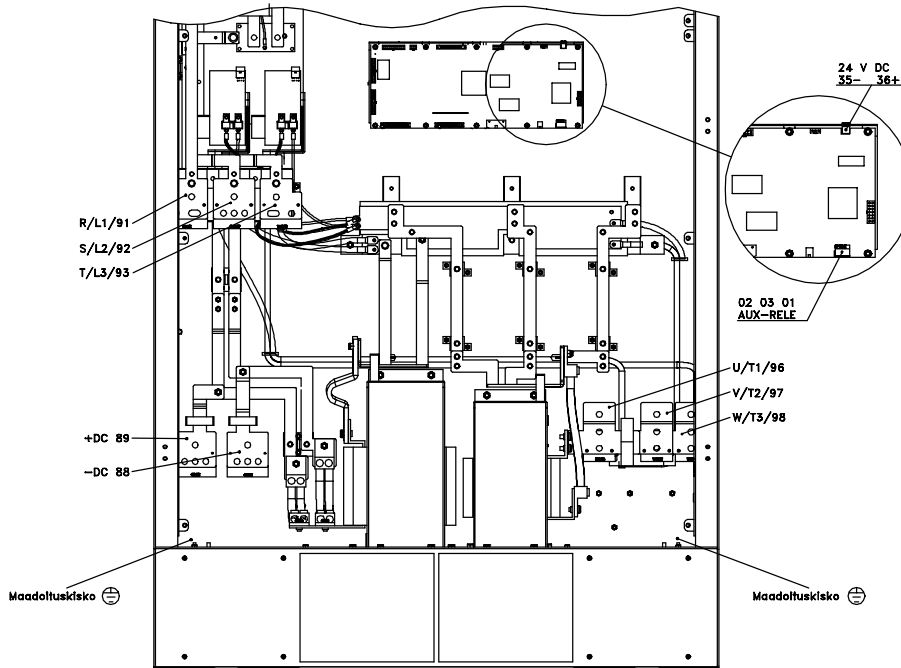 24 V DC
35- 36+
R/L1/91
S/L2/92
T/L3/93
02 03 01
AUX-RELE
U/T1/96
V/T2/97
W/T3/98
+DC 89
-DC 88
Maadoituskisko
Maadoituskisko